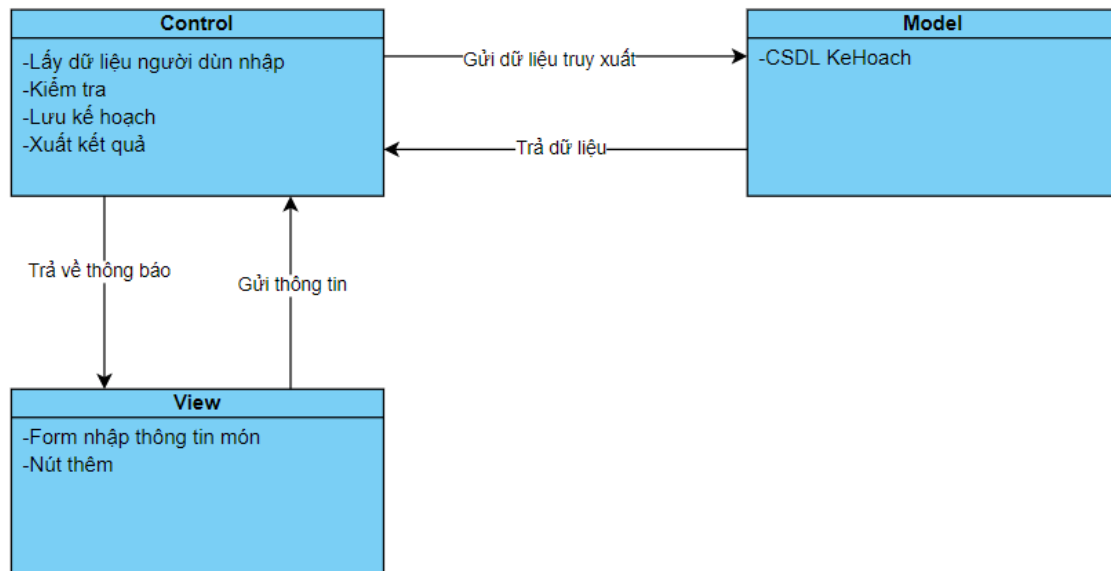 Control
-Lấy dữ liệu người dùn nhập
-Kiểm tra
-Lưu kế hoạch
-Xuất kết quả
Gửi dữ liệu truy xuất
Trả dữ liệu
Model
-CSDL KeHoach
Trả về thông báo
Gửi thông tin
View
-Form nhập thông tin món
-Nút thêm